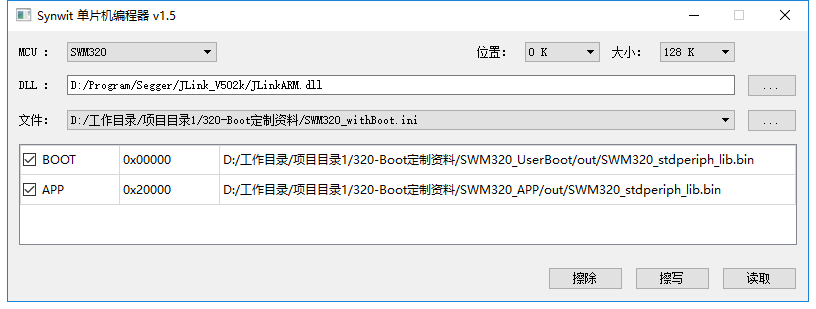 Synwit 单片机编程器 v1.5
MCU : SWM320 位置: 0 K 大小: 128 K
DLL : D:/Program/Segger/JLink_V502k/JLinkARM.dll ...
文件: D:/工作目录/项目目录1/320-Boot定制资料/SWM320_withBoot.ini ...
BOOT 0x00000 D:/工作目录/项目目录1/320-Boot定制资料/SWM320_UserBoot/out/SWM320_stdperiph_lib.bin
APP 0x20000 D:/工作目录/项目目录1/320-Boot定制资料/SWM320_APP/out/SWM320_stdperiph_lib.bin
擦除 擦写 读取